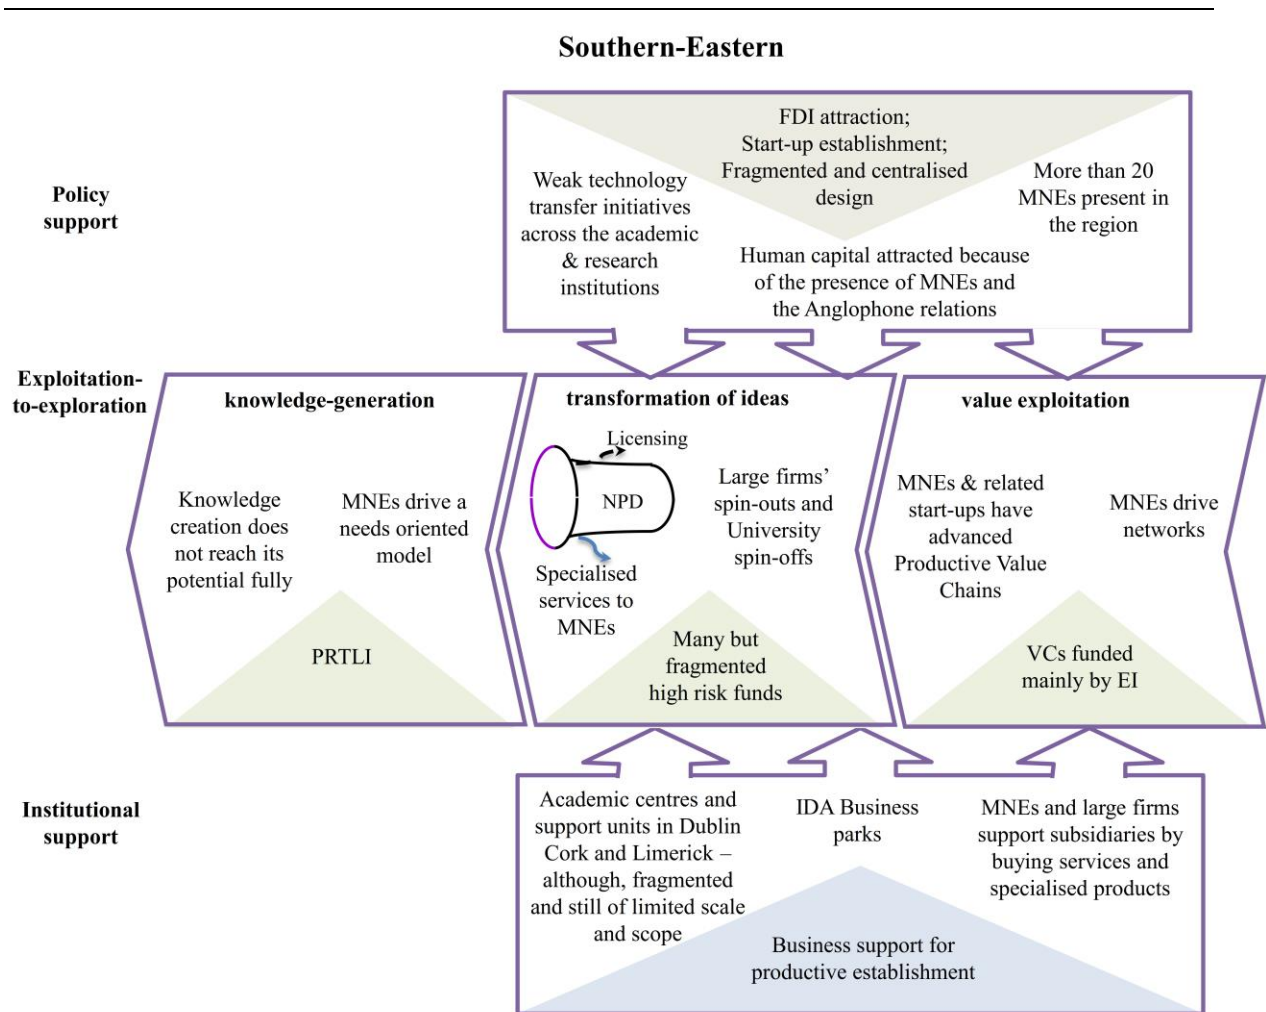 Southern-Eastern
Policy
support
FDI attraction;
Start-up establishment;
Fragmented and centralised
design
Weak technology
transfer initiatives
across the academic
& research
institutions
More than 20
MNEs present in
the region
Human capital attracted because
of the presence of MNEs and
the Anglophone relations
Exploitation-
to-exploration
knowledge-generation
Knowledge
creation does
not reach its
potential fully
MNEs drive a
needs oriented
model
PRTLI
transformation of ideas
Licensing
NPD
Specialised
services to
MNEs
Large firms’
spin-outs and
University
spin-offs
Many but
fragmented
high risk funds
value exploitation
MNEs & related
start-ups have
advanced
Productive Value
Chains
MNEs drive
networks
VCs funded
mainly by EI
Institutional
support
Academic centres and
support units in Dublin
Cork and Limerick –
although, fragmented
and still of limited scale
and scope
IDA Business
parks
MNEs and large firms
support subsidiaries by
buying services and
specialised products
Business support for
productive establishment